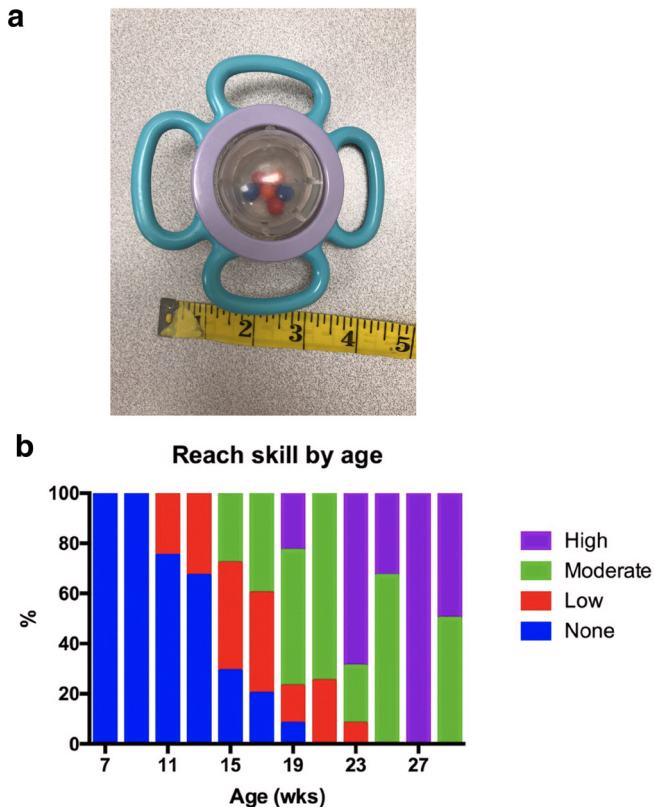 a
2 3 4 5
b
Reach skill by age
100
80
60
40
20
0
%
7 11 15 19 23 27
Age (wks)
High
Moderate
Low
None